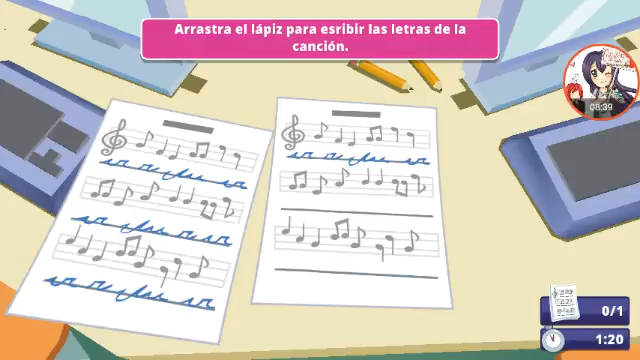 Arrastra el lápiz para esribir las letras de la
canción.
08:39
0/1
1:20